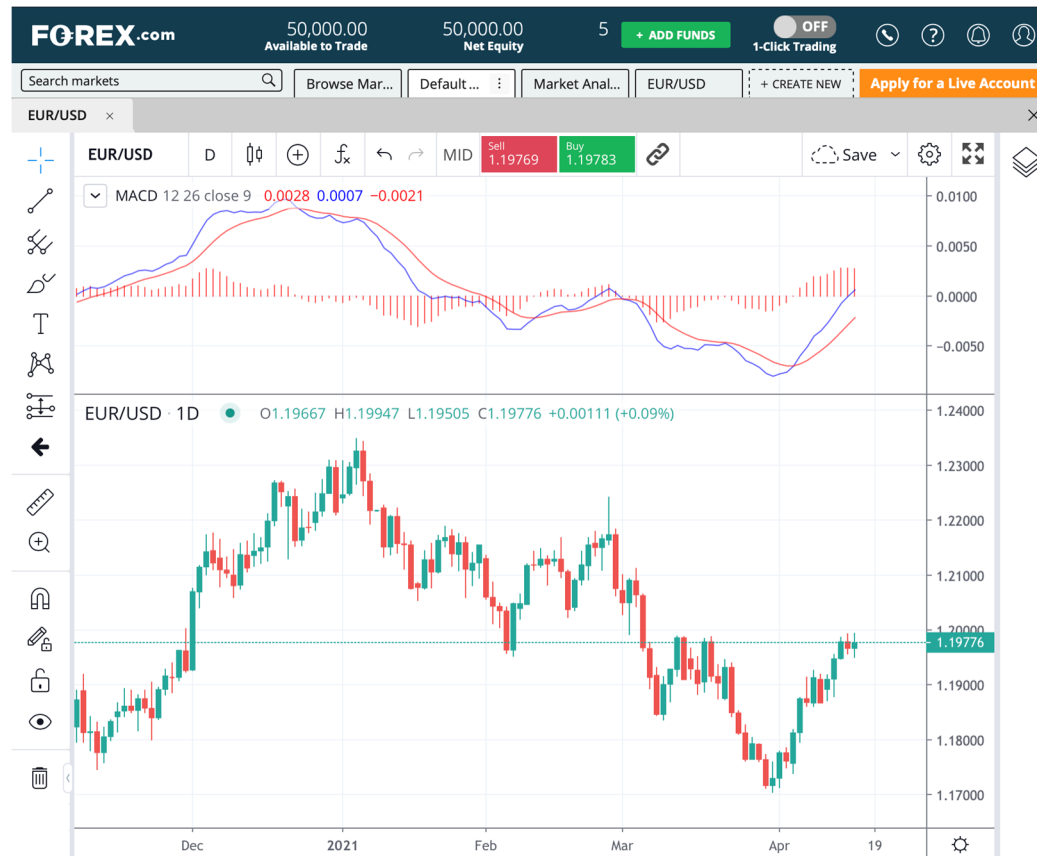 FOREX.com
50,000.00
Available to Trade
50,000.00
Net Equity
5
+ ADD FUNDS
OFF
1-Click Trading
Search markets
Browse Mar...
Default ...
Market Anal...
EUR/USD
+ CREATE NEW
Apply for a Live Account
EUR/USD ×
EUR/USD
D
MID
Sell
1.19769
Buy
1.19783
Save
MACD 12 26 close 9 0.0028 0.0007 −0.0021
0.0100
0.0050
0.0000
−0.0050
EUR/USD · 1D O1.19667 H1.19947 L1.19505 C1.19776 +0.00111 (+0.09%)
1.24000
1.23000
1.22000
1.21000
1.20000
1.19776
1.19000
1.18000
1.17000
Dec 2021 Feb Mar Apr 19